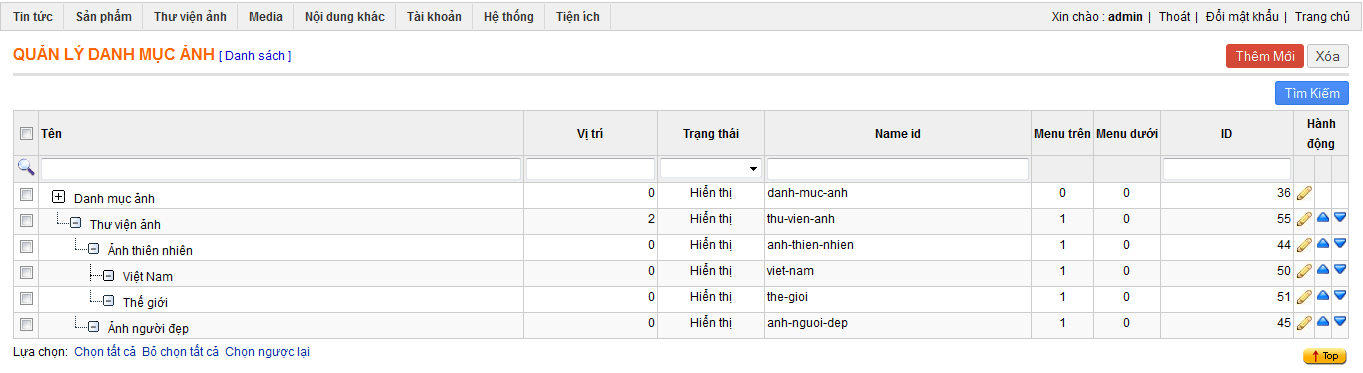 Tin tức Sản phẩm Thư viện ảnh Media Nội dung khác Tài khoản Hệ thống Tiện ích Xin chào : admin | Thoát | Đổi mật khẩu | Trang chủ
QUẢN LÝ DANH MỤC ẢNH [ Danh sách ] Thêm Mới Xóa
Tìm Kiếm
Tên Vị trí Trạng thái Name id Menu trên Menu dưới ID Hành động
Danh mục ảnh 0 Hiển thị danh-muc-anh 0 0 36
Thư viện ảnh 2 Hiển thị thu-vien-anh 1 0 55
Ảnh thiên nhiên 0 Hiển thị anh-thien-nhien 1 0 44
Việt Nam 0 Hiển thị viet-nam 1 0 50
Thế giới 0 Hiển thị the-gioi 1 0 51
Ảnh người đẹp 0 Hiển thị anh-nguoi-dep 1 0 45
Lựa chọn: Chọn tất cả Bỏ chọn tất cả Chọn ngược lại Top